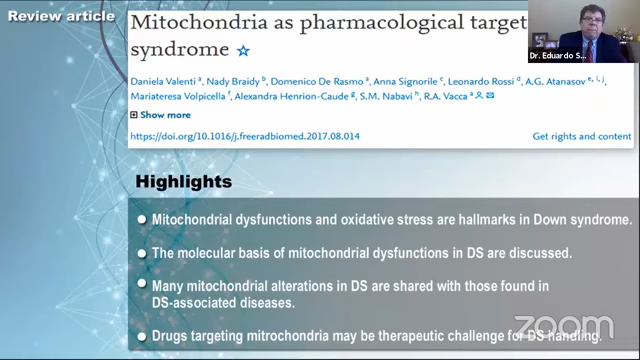 Review article
Mitochondria as pharmacological target
syndrome ☆
Dr. Eduardo S...
Daniela Valenti a, Nady Braidy b, Domenico De Rasmo a, Anna Signorile c, Leonardo Rossi d, A.G. Atanasov e, i, j,
Mariateresa Volpicella f, Alexandra Henrion-Caude g, S.M. Nabavi h, R.A. Vacca a
Show more
https://doi.org/10.1016/j.freeradbiomed.2017.08.014
Get rights and content
Highlights
Mitochondrial dysfunctions and oxidative stress are hallmarks in Down syndrome.
The molecular basis of mitochondrial dysfunctions in DS are discussed.
Many mitochondrial alterations in DS are shared with those found in
DS-associated diseases.
Drugs targeting mitrochondria may be therapeutic challenge for DS handling.
zoom